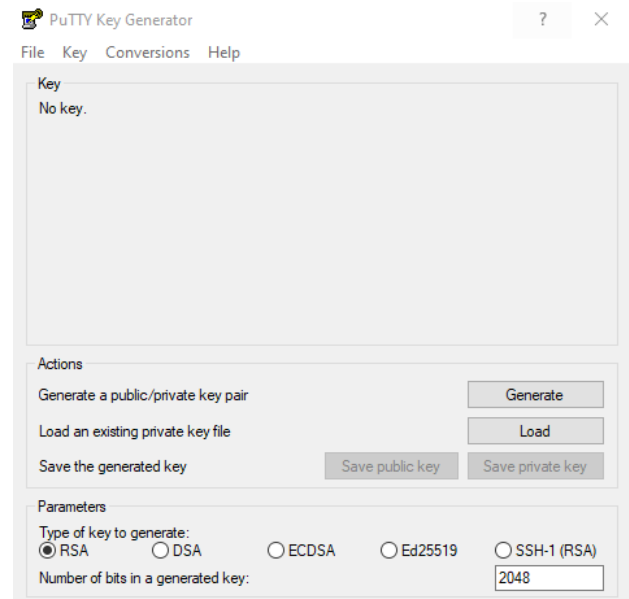 PuTTY Key Generator ? ×
File Key Conversions Help
Key
No key.
Actions
Generate a public/private key pair Generate
Load an existing private key file Load
Save the generated key Save public key Save private key
Parameters
Type of key to generate:
RSA DSA ECDSA Ed25519 SSH-1 (RSA)
Number of bits in a generated key: 2048